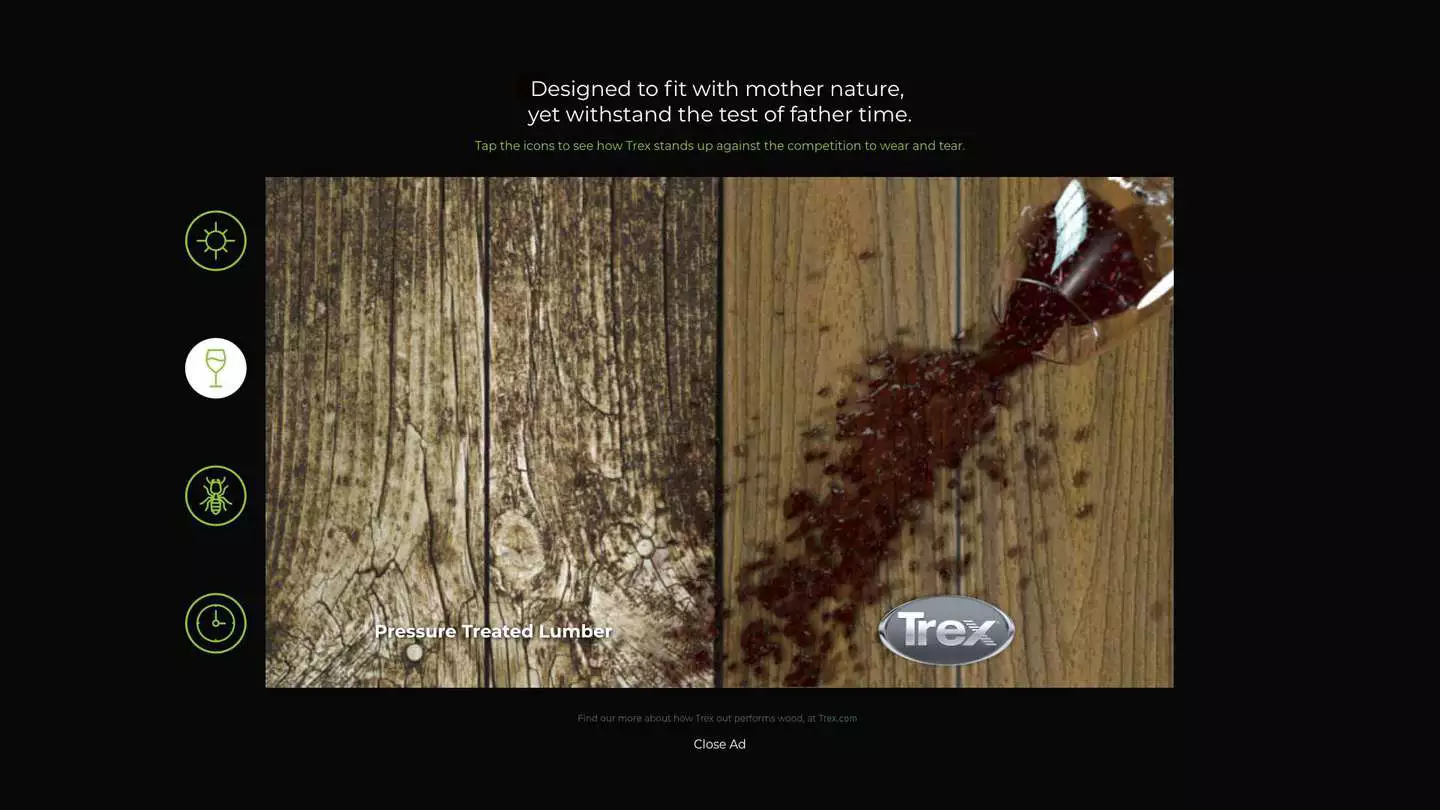 Designed to fit with mother nature,
yet withstand the test of father time.
Tap the icons to see how Trex stands up against the competition to wear and tear.
Pressure Treated Lumber
Trex
Find our more about how Trex out performs wood, at Trex.com
Close Ad